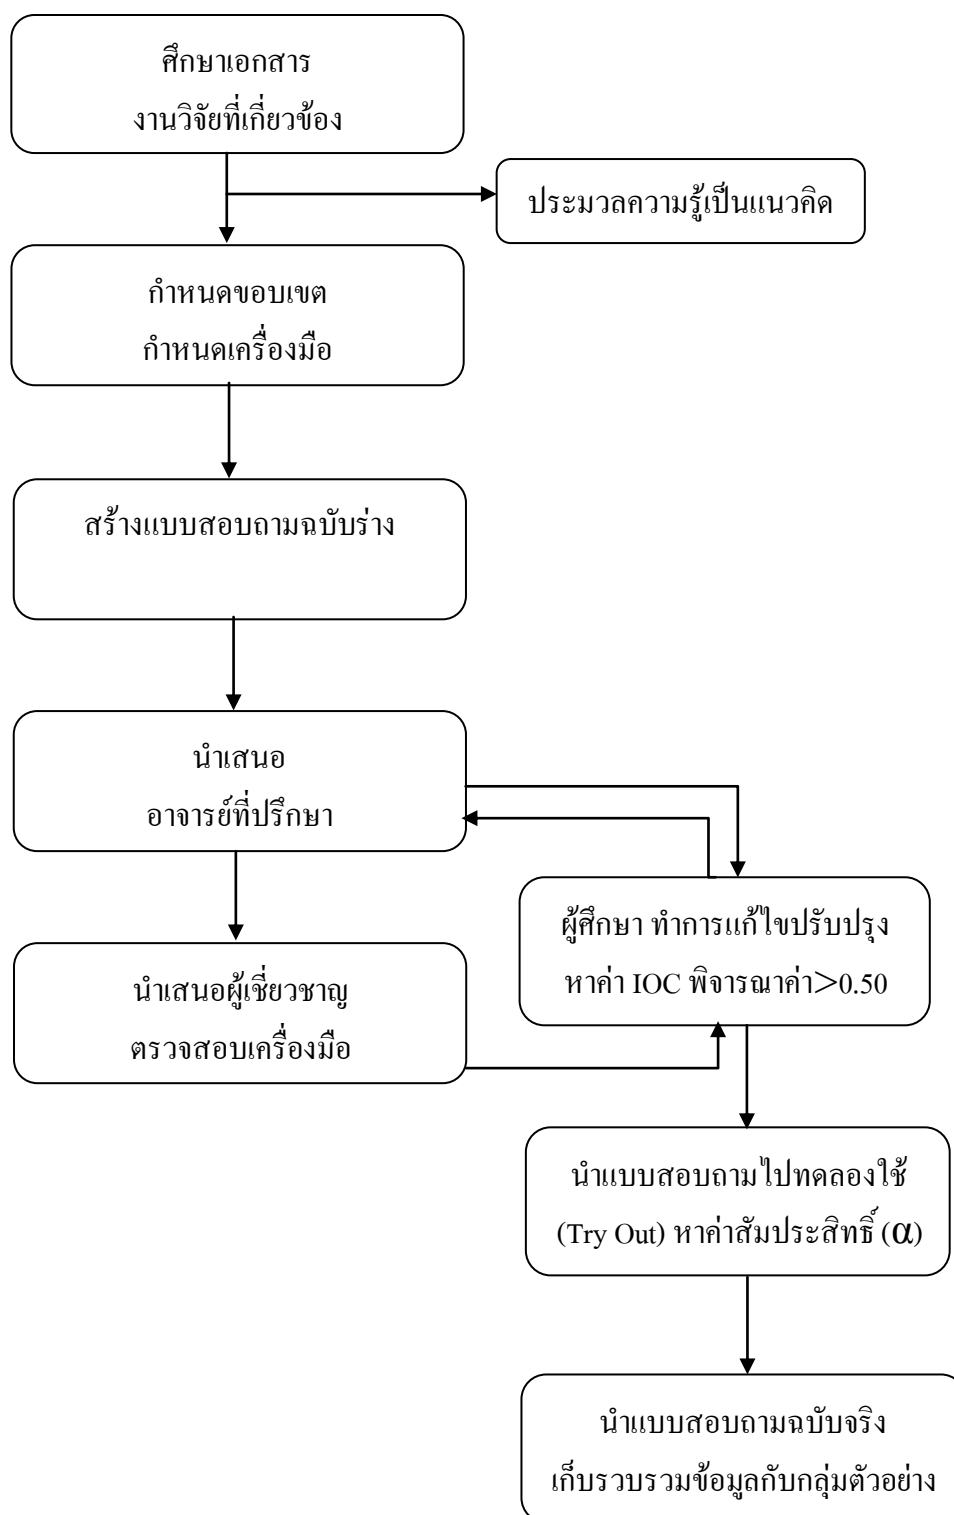 ศึกษาเอกสาร
งานวิจัยที่เกี่ยวข้อง
ประมวลความรู้เป็นแนวคิด
กำหนดขอบเขต
กำหนดเครื่องมือ
สร้างแบบสอบถามฉบับร่าง
นำเสนอ
อาจารย์ที่ปรึกษา
ผู้ศึกษา ทำการแก้ไขปรับปรุง
หาค่า IOC พิจารณาค่า>0.50
นำเสนอผู้เชี่ยวชาญ
ตรวจสอบเครื่องมือ
นำแบบสอบถามไปทดลองใช้
(Try Out) หาค่าสัมประสิทธิ์ (α)
นำแบบสอบถามฉบับจริง
เก็บรวบรวมข้อมูลกับกลุ่มตัวอย่าง